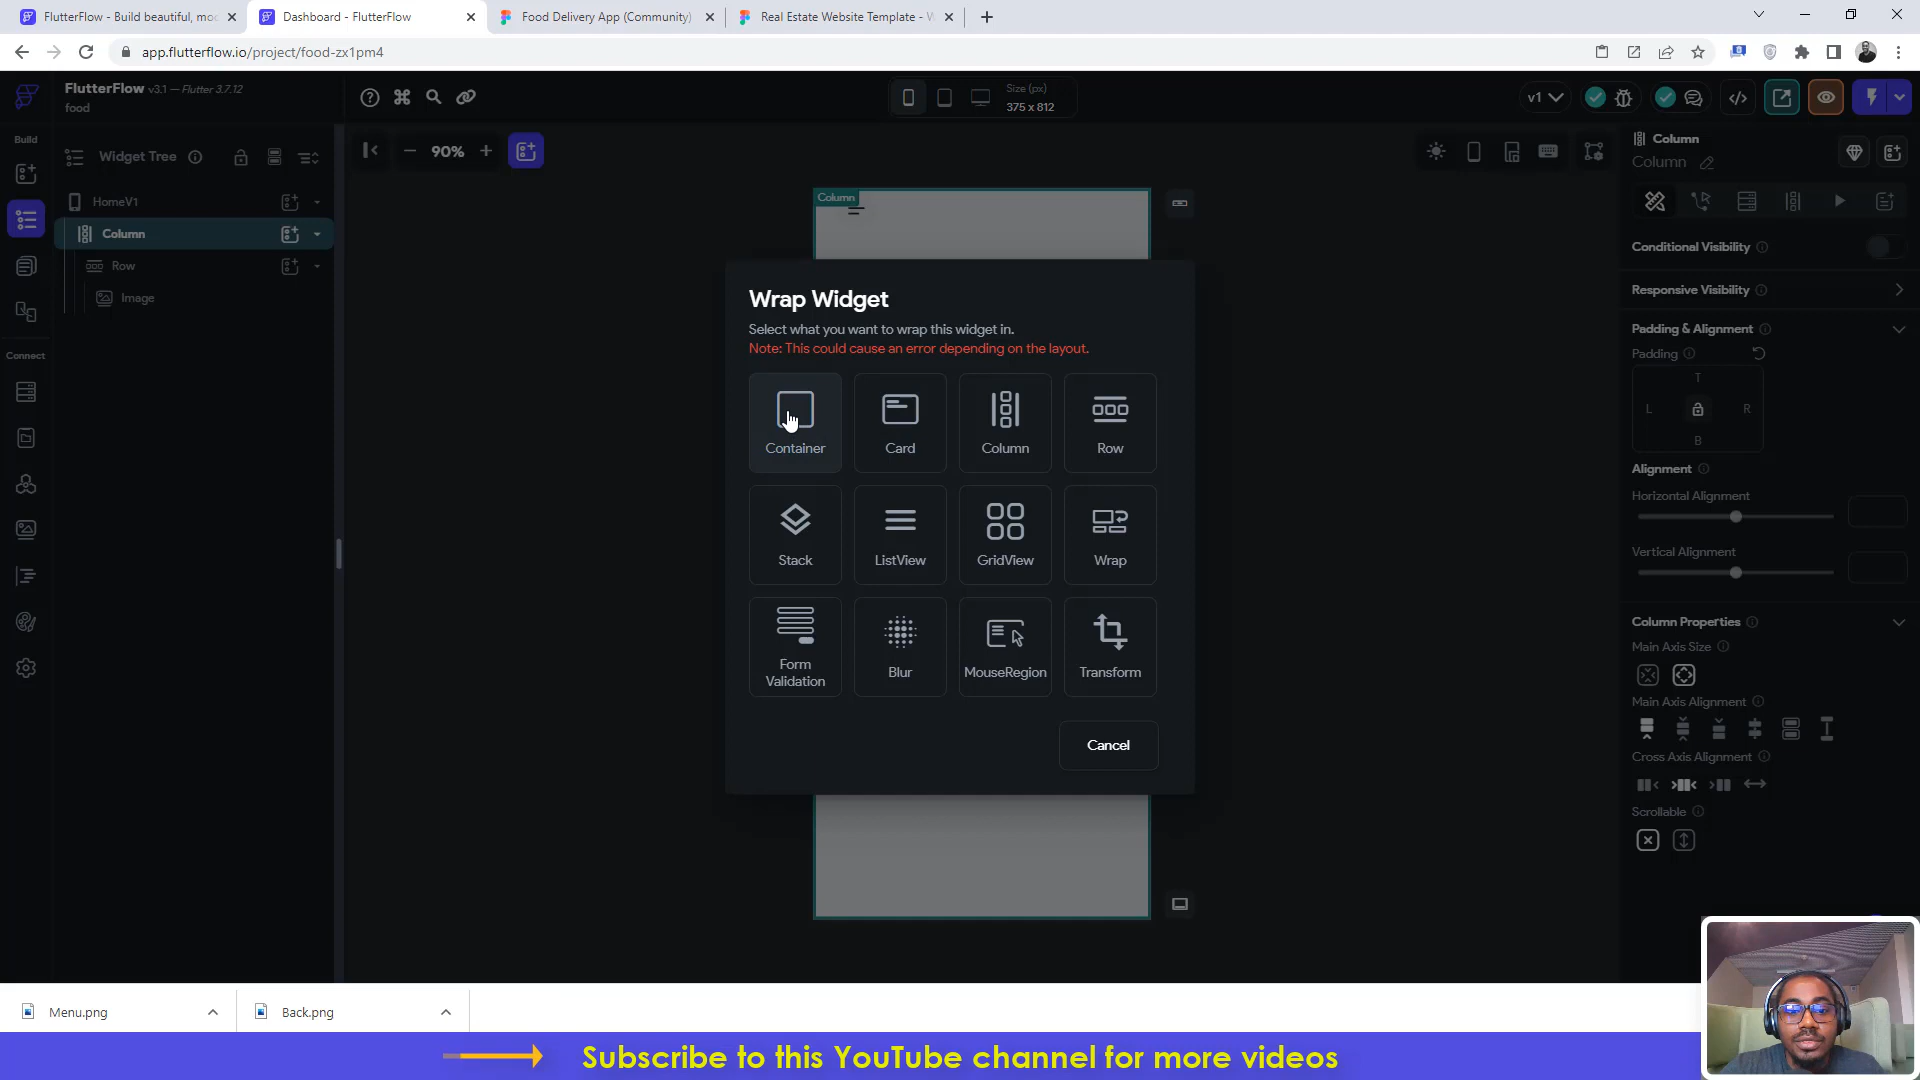 FlutterFlow - Build beautiful, moc
Dashboard - FlutterFlow
Food Delivery App (Community)
Real Estate Website Template - W
app.flutterflow.io/project/food-zx1pm4
FlutterFlow v3.1 — Flutter 3.7.12
food
Size (px)
375 x 812
v1
Build
Widget Tree
90%
HomeV1
Column
Row
Image
Connect
Column
Wrap Widget
Select what you want to wrap this widget in.
Note: This could cause an error depending on the layout.
Container
Card
Column
Row
Stack
ListView
GridView
Wrap
Form
Validation
Blur
MouseRegion
Transform
Cancel
Column
Column
Conditional Visibility
Responsive Visibility
Padding & Alignment
Padding
T
L
R
B
Alignment
Horizontal Alignment
Vertical Alignment
Column Properties
Main Axis Size
Main Axis Alignment
Cross Axis Alignment
Scrollable
Menu.png
Back.png
Subscribe to this YouTube channel for more videos